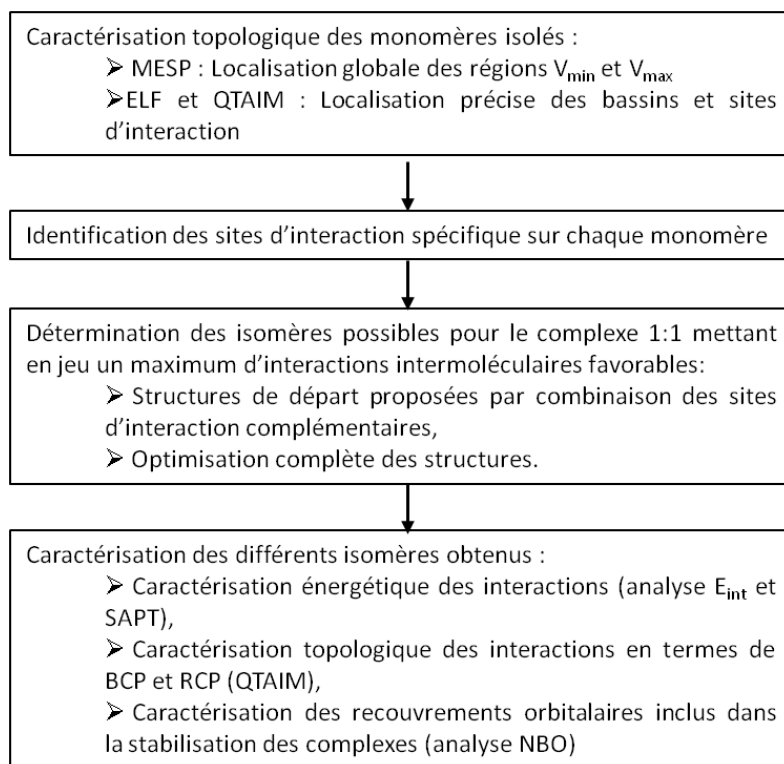 Caractérisation topologique des monomères isolés :
➢ MESP : Localisation globale des régions Vmin et Vmax
➢ELF et QTAIM : Localisation précise des bassins et sites
d'interaction
Identification des sites d'interaction spécifique sur chaque monomère
Détermination des isomères possibles pour le complexe 1:1 mettant
en jeu un maximum d'interactions intermoléculaires favorables:
➢ Structures de départ proposées par combinaison des sites
d'interaction complémentaires,
➢ Optimisation complète des structures.
Caractérisation des différents isomères obtenus :
➢ Caractérisation énergétique des interactions (analyse Eint et
SAPT),
➢ Caractérisation topologique des interactions en termes de
BCP et RCP (QTAIM),
➢ Caractérisation des recouvrements orbitalaires inclus dans
la stabilisation des complexes (analyse NBO)